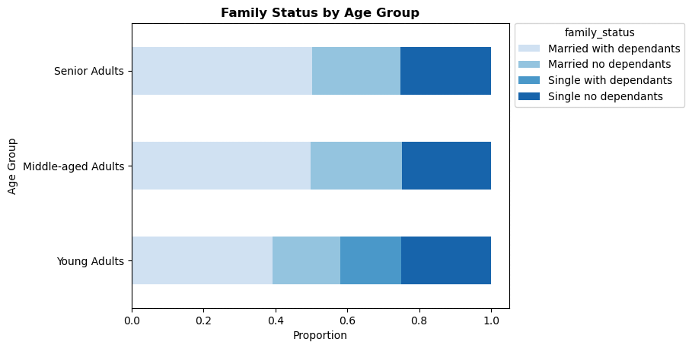 Family Status by Age Group
family_status
Married with dependants
Married no dependants
Single with dependants
Single no dependants
Age Group
Senior Adults
Middle-aged Adults
Young Adults
0.0 0.2 0.4 0.6 0.8 1.0
Proportion